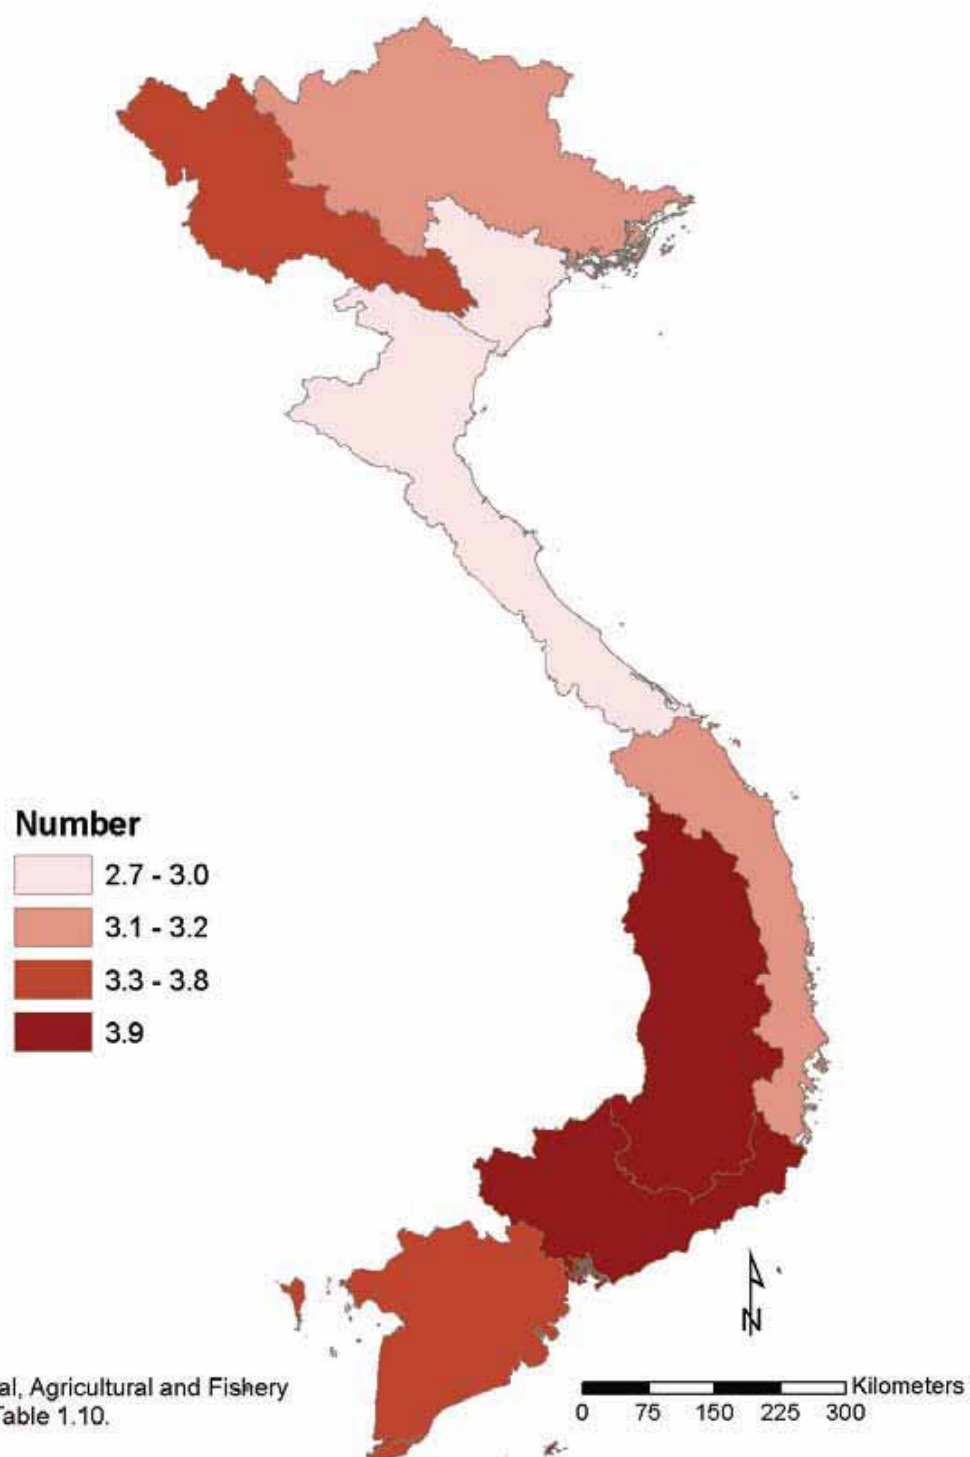 Number
2.7 - 3.0
3.1 - 3.2
3.3 - 3.8
3.9
N
al, Agricultural and Fishery
Table 1.10.
Kilometers
0 75 150 225 300